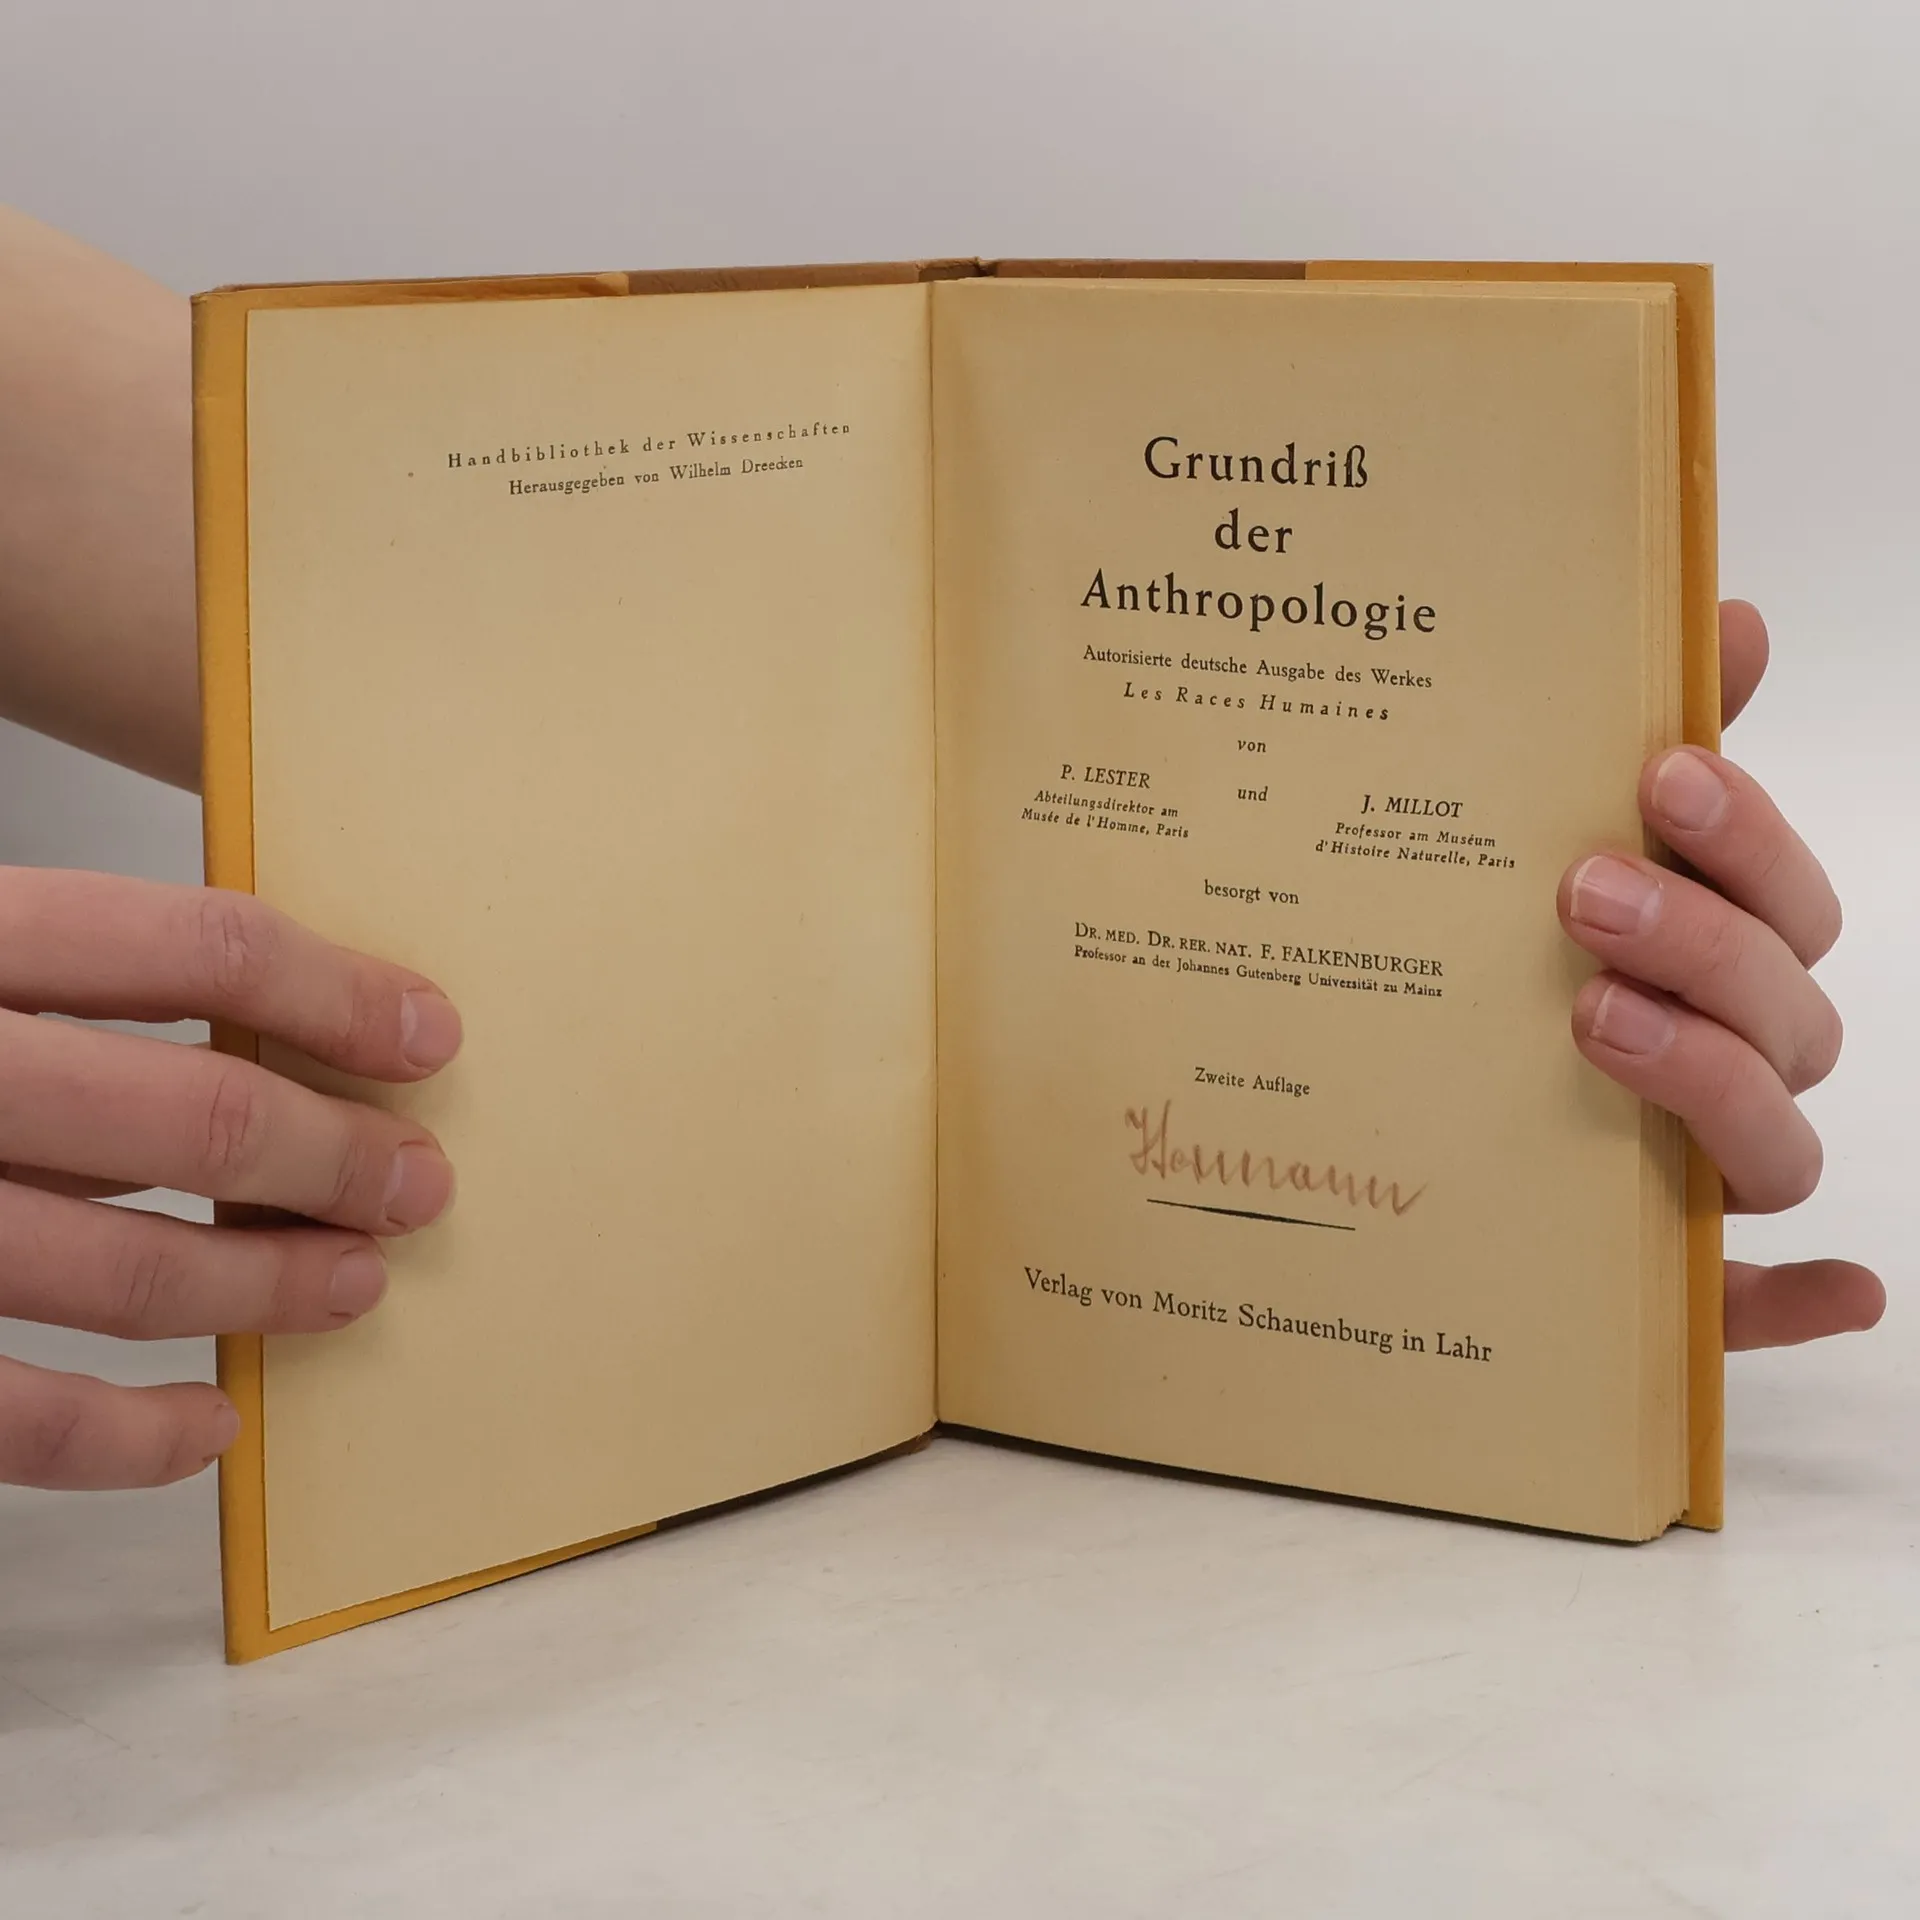 Handbibliothek der Wissenschaften
Herausgegeben von Wilhelm Dreecken
Grundriß
der
Anthropologie
Autorisierte deutsche Ausgabe des Werkes
Les Races Humaines
von
P. LESTER
Abteilungsdirektor am
Musée de l'Homme, Paris
und
J. MILLOT
Professor am Muséum
d'Histoire Naturelle, Paris
besorgt von
DR. MED. DR. RER. NAT. F. FALKENBURGER
Professor an der Johannes Gutenberg Universität zu Mainz
Zweite Auflage
Verlag von Moritz Schauenburg in Lahr